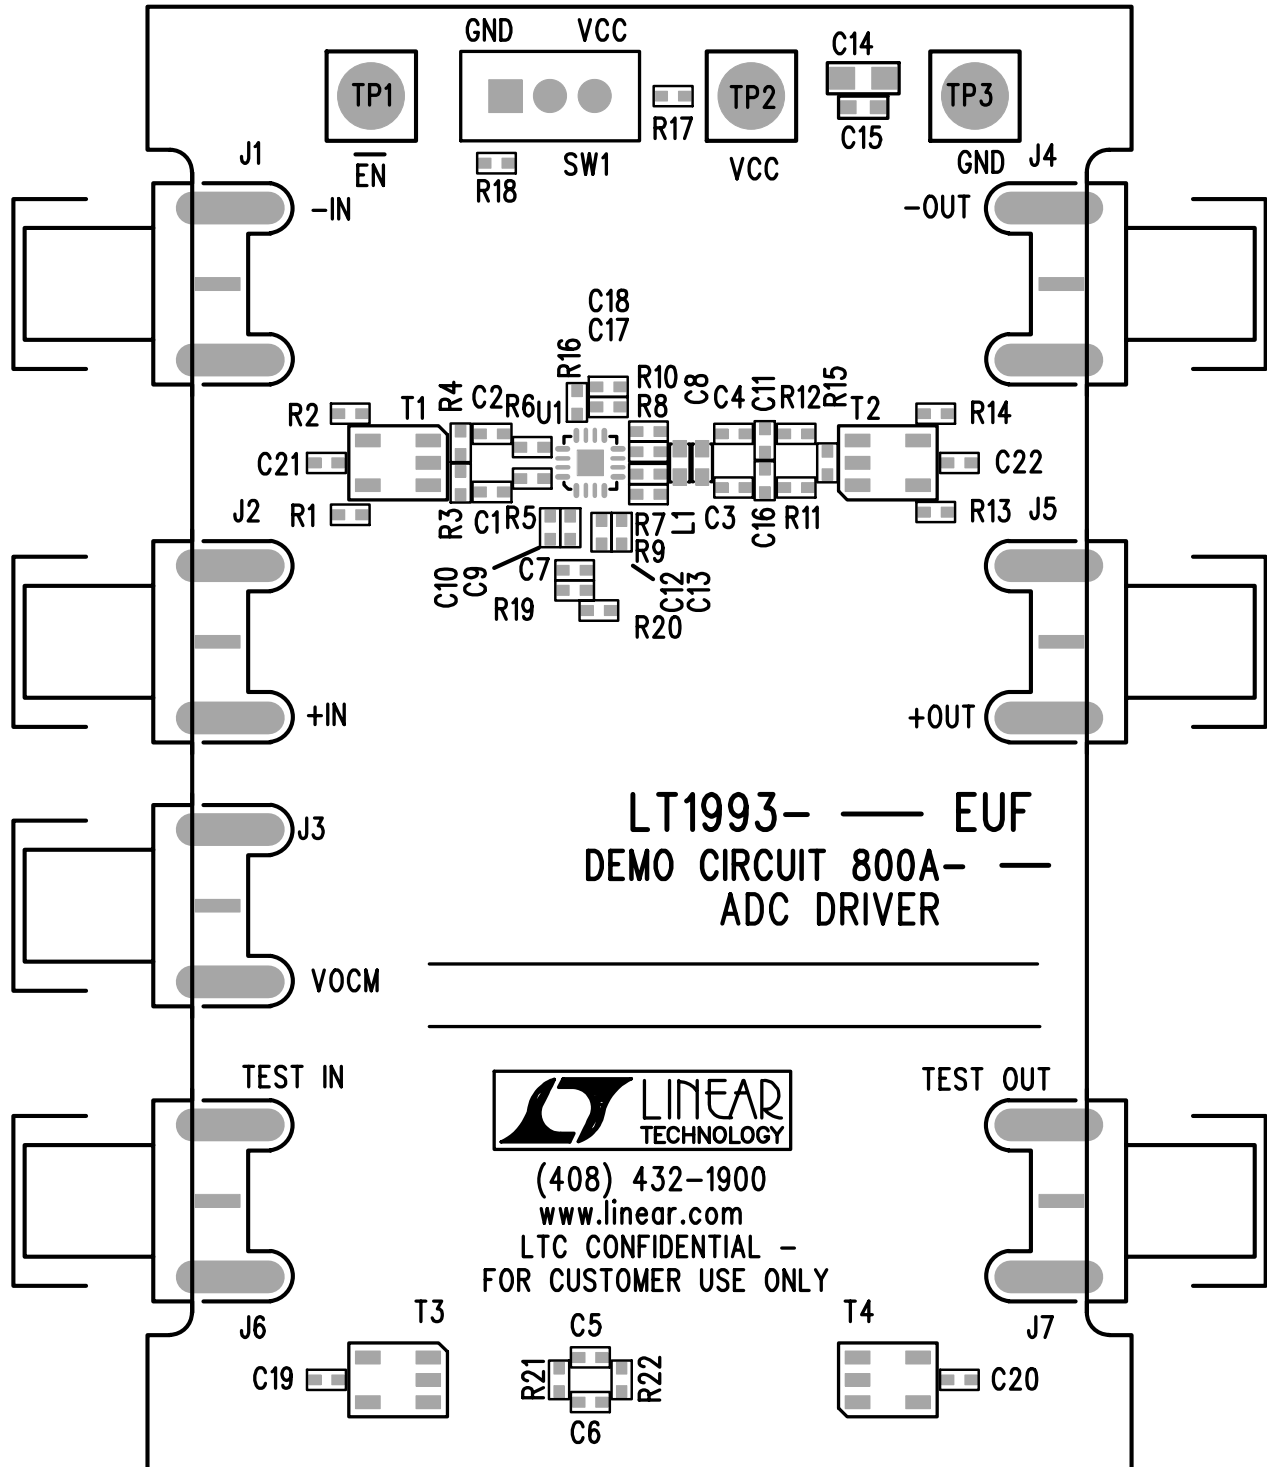 GND VCC
C14
TP1
TP2
TP3
R17
C15
J1
EN
R18
SW1
VCC
GND
J4
-IN
-OUT
C18
C17
R16
R10
C8
R4
C2
R6
U1
R8
C4
C11
R12
R15
R2
T1
T2
R14
C21
C22
J2
R1
R3
C1
R5
R7
L1
C3
C16
R11
R13
J5
R9
C10
C9
C7
C12
C13
R19
R20
+IN
+OUT
LT1993- — EUF
J3
DEMO CIRCUIT 800A- —
ADC DRIVER
VOCM
TEST IN
TEST OUT
LINEAR
TECHNOLOGY
(408) 432-1900
www.linear.com
LTC CONFIDENTIAL -
FOR CUSTOMER USE ONLY
J6
T3
C5
T4
J7
C19
R21
R22
C20
C6